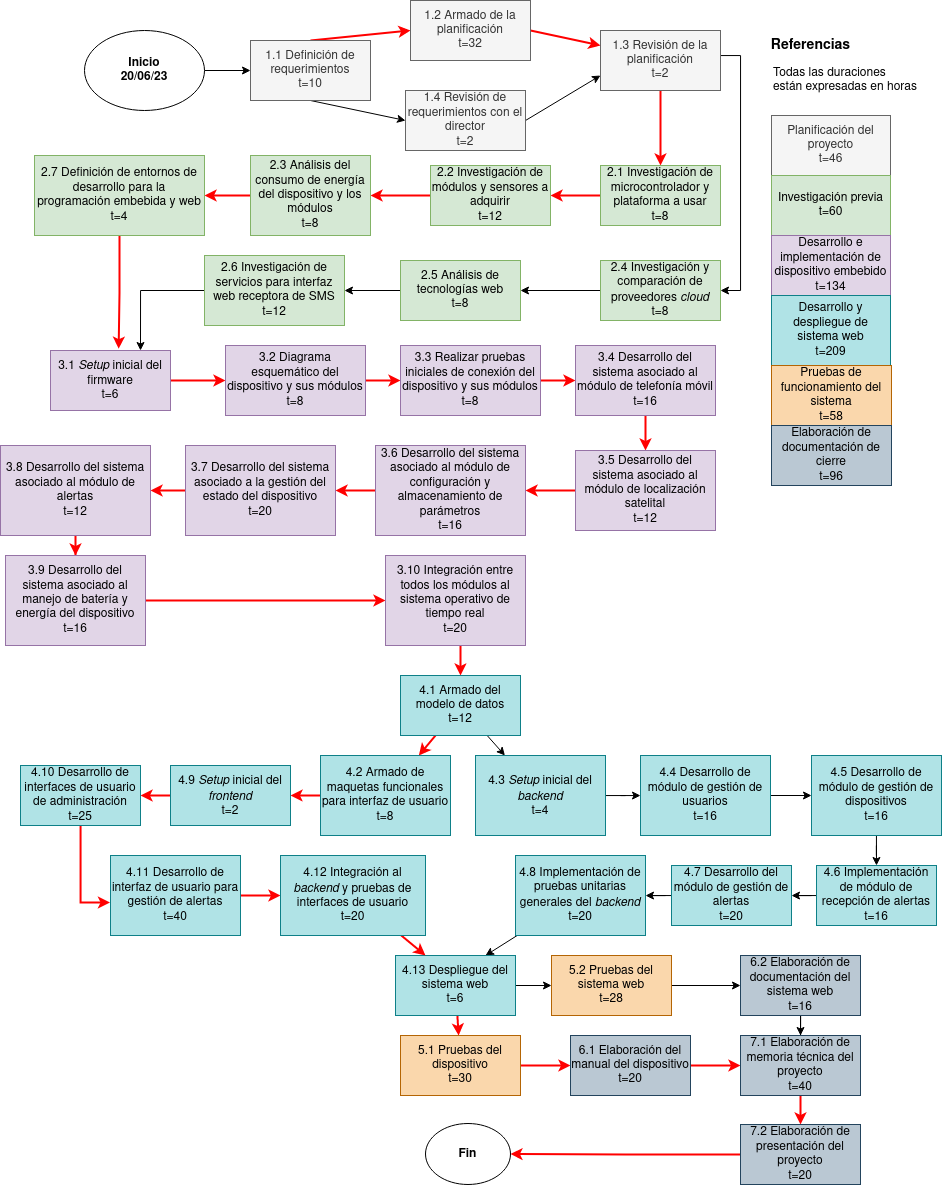 Inicio
20/06/23
1.1 Definición de
requerimientos
t=10
1.2 Armado de la
planificación
t=32
1.3 Revisión de la
planificación
t=2
1.4 Revisión de
requerimientos con el
director
t=2
Referencias
Todas las duraciones
están expresadas en horas
Planificación del
proyecto
t=46
Investigación previa
t=60
Desarrollo e
implementación de
dispositivo embebido
t=134
Desarrollo y
despliegue de
sistema web
t=209
Pruebas de
funcionamiento del
sistema
t=58
Elaboración de
documentación de
cierre
t=96
2.7 Definición de entornos de
desarrollo para la
programación embebida y web
t=4
2.3 Análisis del
consumo de energía
del dispositivo y los
módulos
t=8
2.2 Investigación de
módulos y sensores a
adquirir
t=12
2.1 Investigación de
microcontrolador y
plataforma a usar
t=8
2.6 Investigación de
servicios para interfaz
web receptora de SMS
t=12
2.5 Análisis de
tecnologías web
t=8
2.4 Investigación y
comparación de
proveedores cloud
t=8
3.1 Setup inicial del
firmware
t=6
3.2 Diagrama
esquemático del
dispositivo y sus módulos
t=8
3.3 Realizar pruebas
iniciales de conexión del
dispositivo y sus módulos
t=8
3.4 Desarrollo del
sistema asociado al
módulo de telefonía móvil
t=16
3.8 Desarrollo del sistema
asociado al módulo de
alertas
t=12
3.7 Desarrollo del sistema
asociado a la gestión del
estado del dispositivo
t=20
3.6 Desarrollo del sistema
asociado al módulo de
configuración y
almacenamiento de
parámetros
t=16
3.5 Desarrollo del
sistema asociado al
módulo de localización
satelital
t=12
3.9 Desarrollo del
sistema asociado al
manejo de batería y
energía del dispositivo
t=16
3.10 Integración entre
todos los módulos al
sistema operativo de
tiempo real
t=20
4.1 Armado del
modelo de datos
t=12
4.10 Desarrollo de
interfaces de usuario
de administración
t=25
4.9 Setup inicial del
frontend
t=2
4.2 Armado de
maquetas funcionales
para interfaz de usuario
t=8
4.3 Setup inicial del
backend
t=4
4.4 Desarrollo de
módulo de gestión de
usuarios
t=16
4.5 Desarrollo de
módulo de gestión de
dispositivos
t=16
4.11 Desarrollo de
interfaz de usuario para
gestión de alertas
t=40
4.12 Integración al
backend y pruebas de
interfaces de usuario
t=20
4.8 Implementación de
pruebas unitarias
generales del backend
t=20
4.7 Desarrollo del
módulo de gestión de
alertas
t=20
4.6 Implementación
de módulo de
recepción de alertas
t=16
4.13 Despliegue del
sistema web
t=6
5.2 Pruebas del
sistema web
t=28
6.2 Elaboración de
documentación del
sistema web
t=16
5.1 Pruebas del
dispositivo
t=30
6.1 Elaboración del
manual del dispositivo
t=20
7.1 Elaboración de
memoria técnica del
proyecto
t=40
Fin
7.2 Elaboración de
presentación del
proyecto
t=20